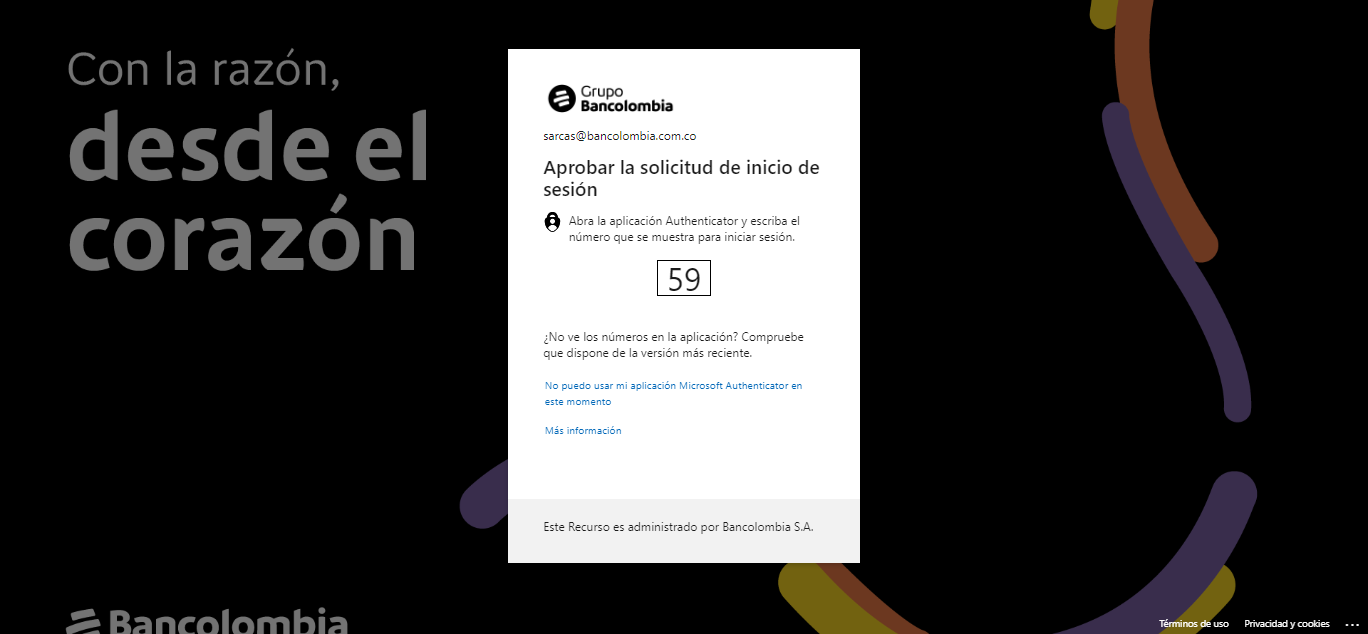 Con la razón,
desde el
corazón
Grupo
Bancolombia
sarcas@bancolombia.com.co
Aprobar la solicitud de inicio de
sesión
Abra la aplicación Authenticator y escriba el
número que se muestra para iniciar sesión.
59
¿No ve los números en la aplicación? Compruebe
que dispone de la versión más reciente.
No puedo usar mi aplicación Microsoft Authenticator en
este momento
Más información
Este Recurso es administrado por Bancolombia S.A.
Bancolombia
Términos de uso Privacidad y cookies ...